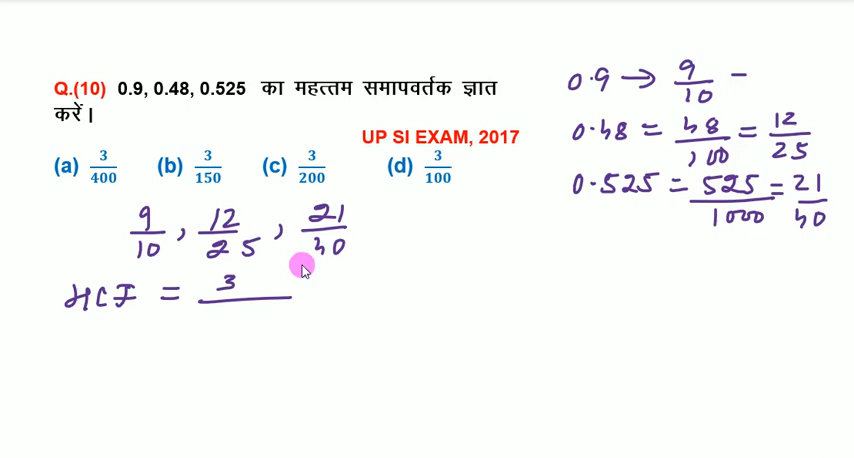 Q.(10) 0.9, 0.48, 0.525 का महत्तम समापवर्तक ज्ञात
करें।
UP SI EXAM, 2017
(a) 3/400 (b) 3/150 (c) 3/200 (d) 3/100
9/10, 12/25, 21/40
HCF = 3/
0.9 → 9/10 -
0.48 = 48/100 = 12/25
0.525 = 525/1000 = 21/40